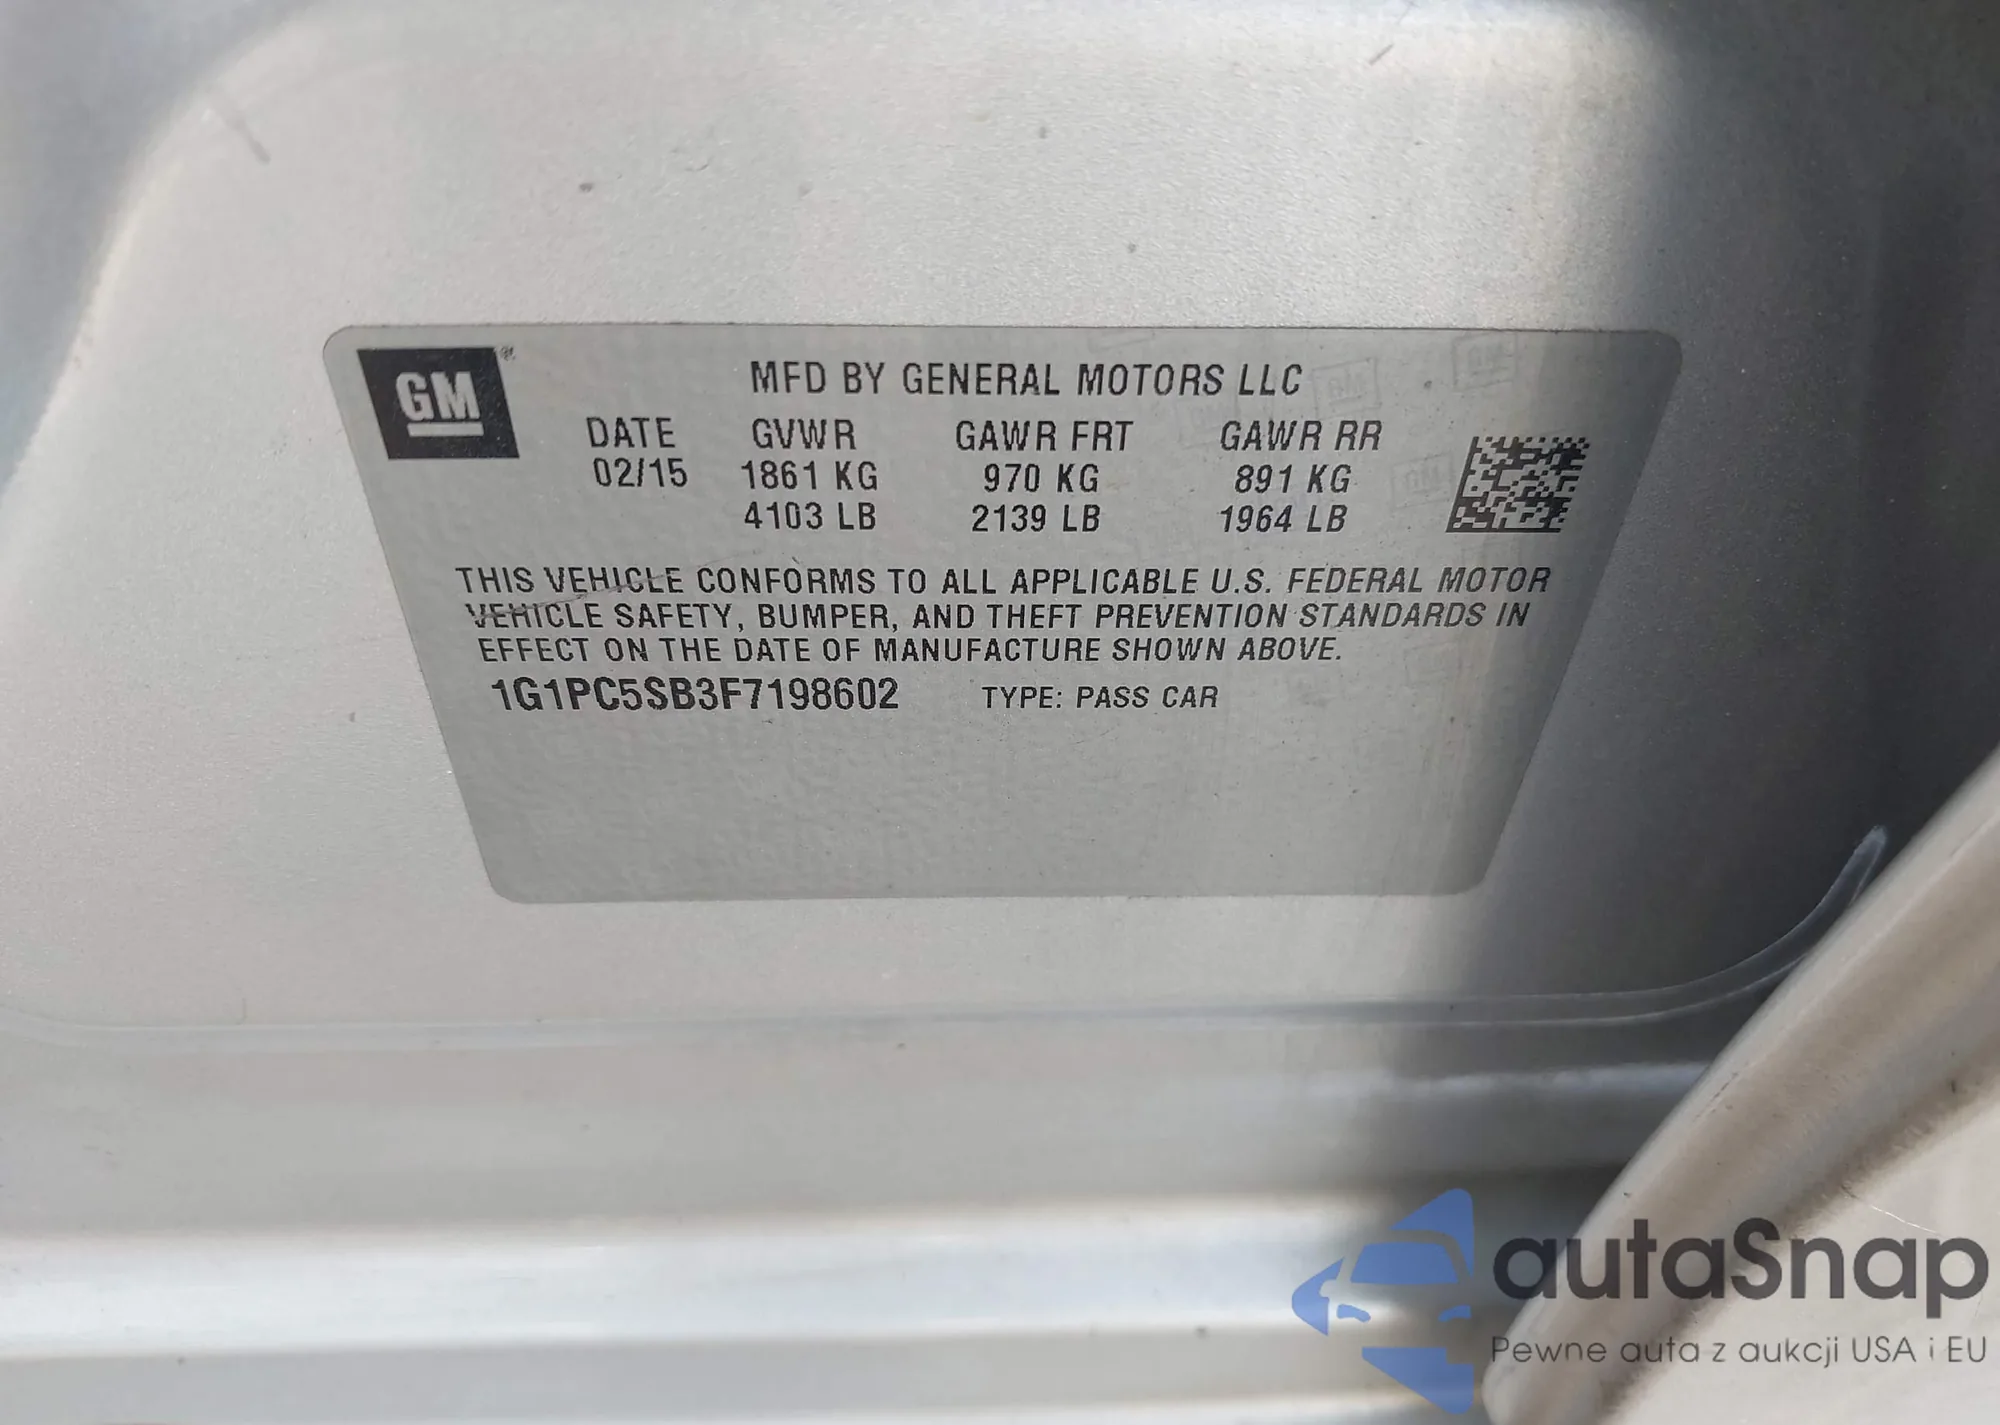 GM®
MFD BY GENERAL MOTORS LLC
DATE GVWR GAWR FRT GAWR RR
02/15 1861 KG 970 KG 891 KG
4103 LB 2139 LB 1964 LB
THIS VEHICLE CONFORMS TO ALL APPLICABLE U.S. FEDERAL MOTOR
VEHICLE SAFETY, BUMPER, AND THEFT PREVENTION STANDARDS IN
EFFECT ON THE DATE OF MANUFACTURE SHOWN ABOVE.
1G1PC5SB3F7198602 TYPE: PASS CAR
autaSnap
Pewne auta z aukcji USA i EU